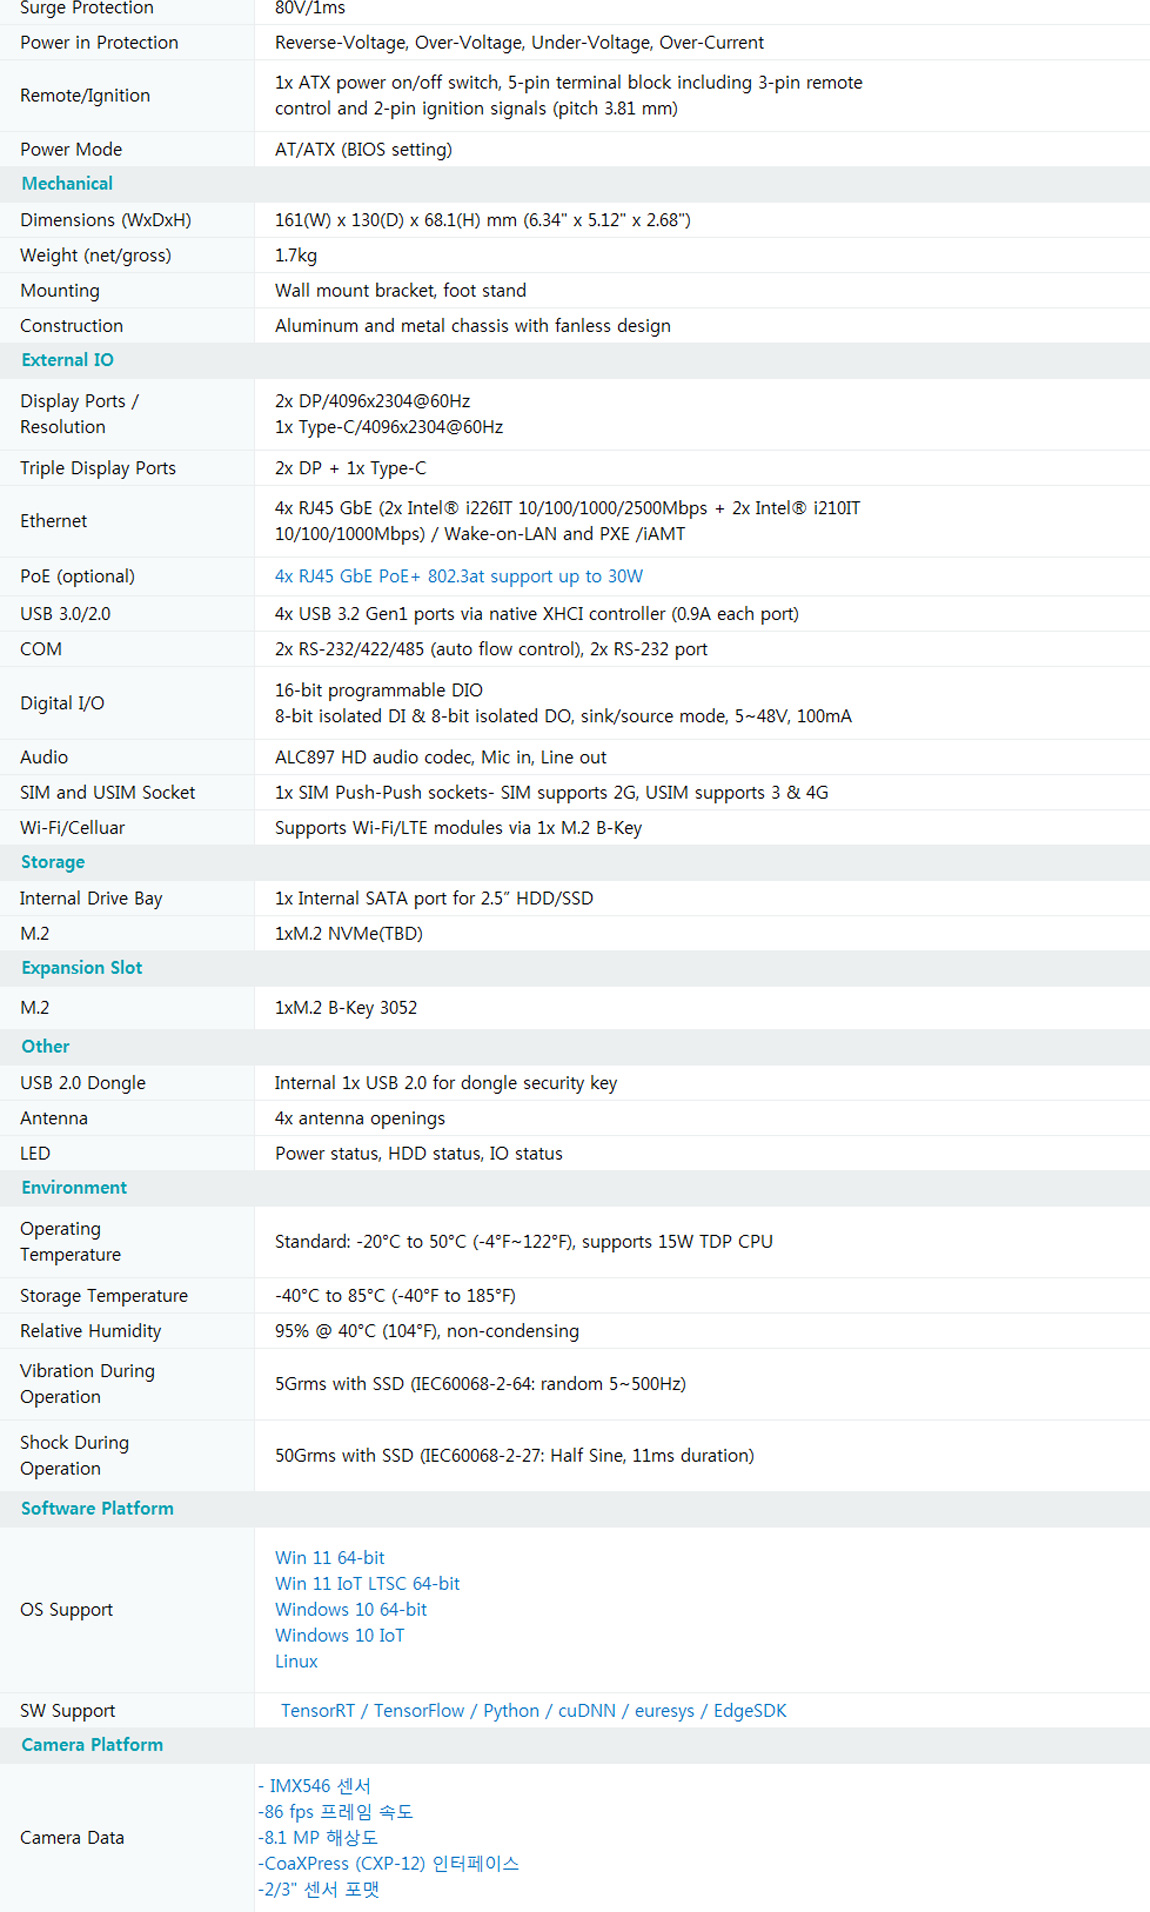 Surge Protection
80V/1ms
Power in Protection
Reverse-Voltage, Over-Voltage, Under-Voltage, Over-Current
Remote/Ignition
1x ATX power on/off switch, 5-pin terminal block including 3-pin remote
control and 2-pin ignition signals (pitch 3.81 mm)
Power Mode
AT/ATX (BIOS setting)
Mechanical
Dimensions (WxDxH)
161(W) x 130(D) x 68.1(H) mm (6.34" x 5.12" x 2.68")
Weight (net/gross)
1.7kg
Mounting
Wall mount bracket, foot stand
Construction
Aluminum and metal chassis with fanless design
External IO
Display Ports /
Resolution
2x DP/4096x2304@60Hz
1x Type-C/4096x2304@60Hz
Triple Display Ports
2x DP + 1x Type-C
Ethernet
4x RJ45 GbE (2x Intel® i226IT 10/100/1000/2500Mbps + 2x Intel® i210IT
10/100/1000Mbps) / Wake-on-LAN and PXE /iAMT
PoE (optional)
4x RJ45 GbE PoE+ 802.3at support up to 30W
USB 3.0/2.0
4x USB 3.2 Gen1 ports via native XHCI controller (0.9A each port)
COM
2x RS-232/422/485 (auto flow control), 2x RS-232 port
Digital I/O
16-bit programmable DIO
8-bit isolated DI & 8-bit isolated DO, sink/source mode, 5~48V, 100mA
Audio
ALC897 HD audio codec, Mic in, Line out
SIM and USIM Socket
1x SIM Push-Push sockets- SIM supports 2G, USIM supports 3 & 4G
Wi-Fi/Celluar
Supports Wi-Fi/LTE modules via 1x M.2 B-Key
Storage
Internal Drive Bay
1x Internal SATA port for 2.5” HDD/SSD
M.2
1xM.2 NVMe(TBD)
Expansion Slot
M.2
1xM.2 B-Key 3052
Other
USB 2.0 Dongle
Internal 1x USB 2.0 for dongle security key
Antenna
4x antenna openings
LED
Power status, HDD status, IO status
Environment
Operating
Temperature
Standard: -20°C to 50°C (-4°F~122°F), supports 15W TDP CPU
Storage Temperature
-40°C to 85°C (-40°F to 185°F)
Relative Humidity
95% @ 40°C (104°F), non-condensing
Vibration During
Operation
5Grms with SSD (IEC60068-2-64: random 5~500Hz)
Shock During
Operation
50Grms with SSD (IEC60068-2-27: Half Sine, 11ms duration)
Software Platform
OS Support
Win 11 64-bit
Win 11 IoT LTSC 64-bit
Windows 10 64-bit
Windows 10 IoT
Linux
SW Support
TensorRT / TensorFlow / Python / cuDNN / euresys / EdgeSDK
Camera Platform
Camera Data
- IMX546 센서
-86 fps 프레임 속도
-8.1 MP 해상도
-CoaXPress (CXP-12) 인터페이스
-2/3" 센서 포맷